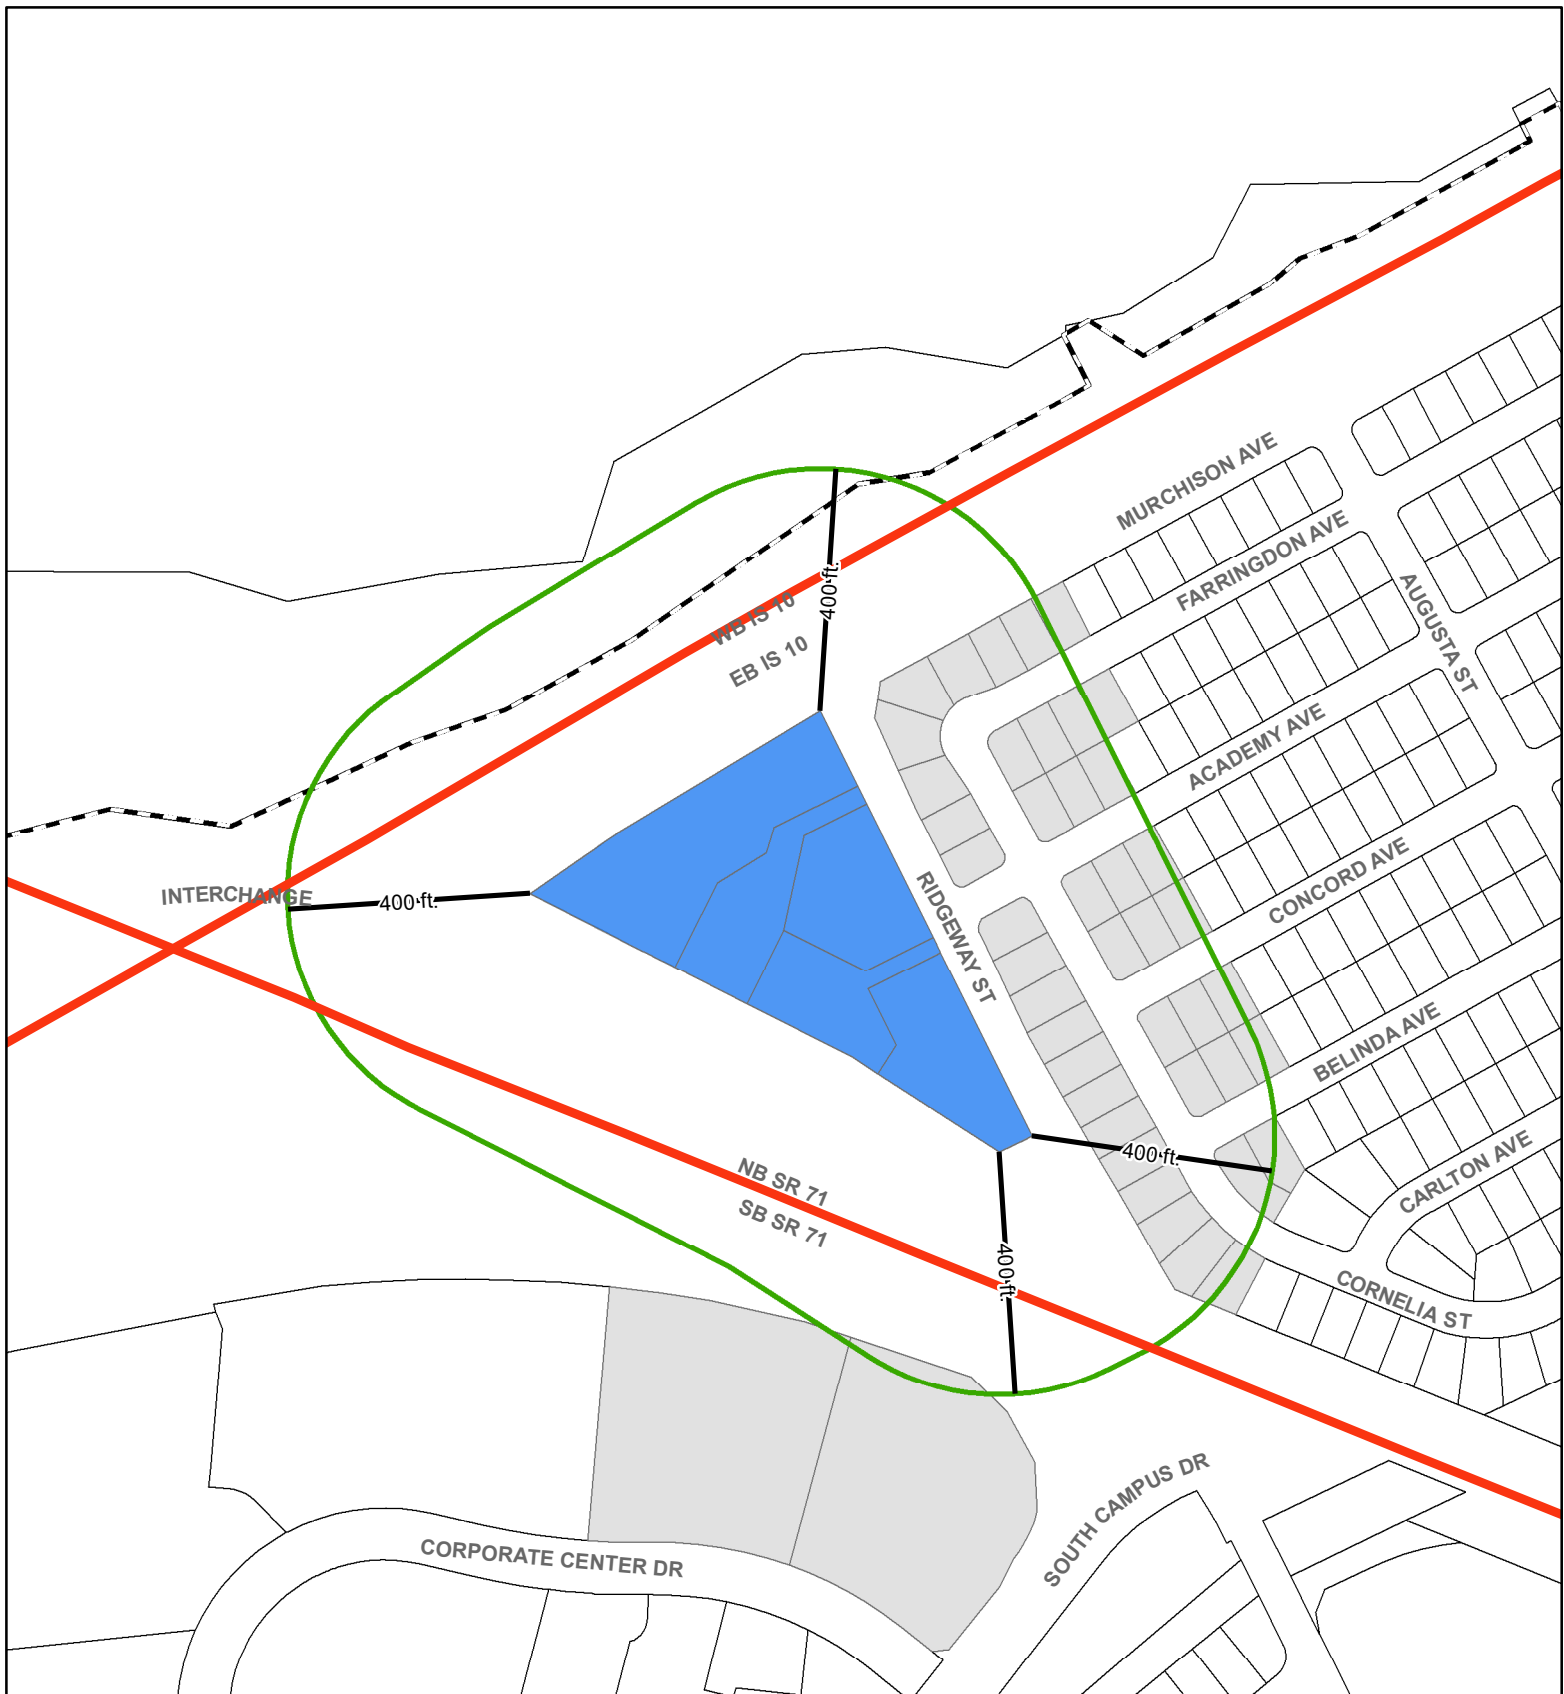 MURCHISON AVE
FARRINGDON AVE
AUGUSTA ST
400 ft.
WB IS 10
EB IS 10
ACADEMY AVE
CONCORD AVE
INTERCHANGE
400 ft.
RIDGEWAY ST
BELINDA AVE
400 ft.
CARLTON AVE
NB SR 71
SB SR 71
400 ft.
CORNELIA ST
SOUTH CAMPUS DR
CORPORATE CENTER DR